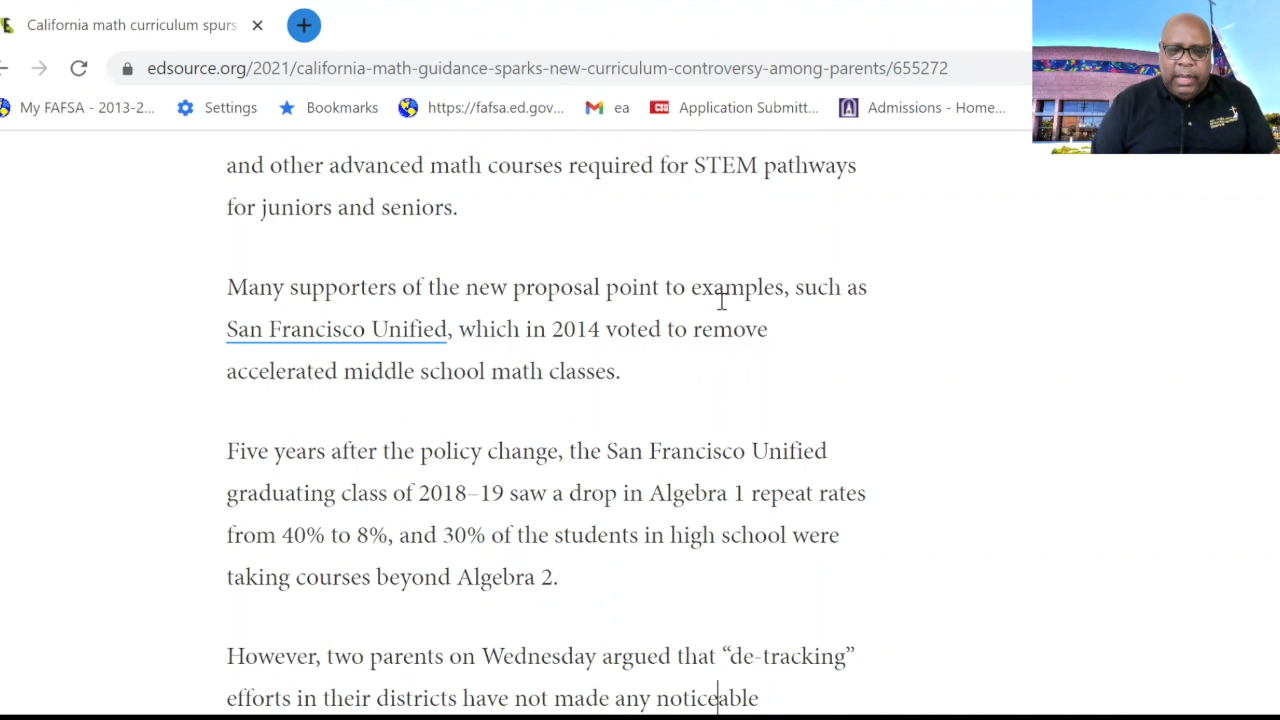 California math curriculum spurs
edsource.org/2021/california-math-guidance-sparks-new-curriculum-controversy-among-parents/655272
My FAFSA - 2013-2... Settings Bookmarks https://fafsa.ed.gov... ea CSU Application Submitt... Admissions - Home...
and other advanced math courses required for STEM pathways
for juniors and seniors.
Many supporters of the new proposal point to examples, such as
San Francisco Unified, which in 2014 voted to remove
accelerated middle school math classes.
Five years after the policy change, the San Francisco Unified
graduating class of 2018–19 saw a drop in Algebra 1 repeat rates
from 40% to 8%, and 30% of the students in high school were
taking courses beyond Algebra 2.
However, two parents on Wednesday argued that “de-tracking”
efforts in their districts have not made any noticeable